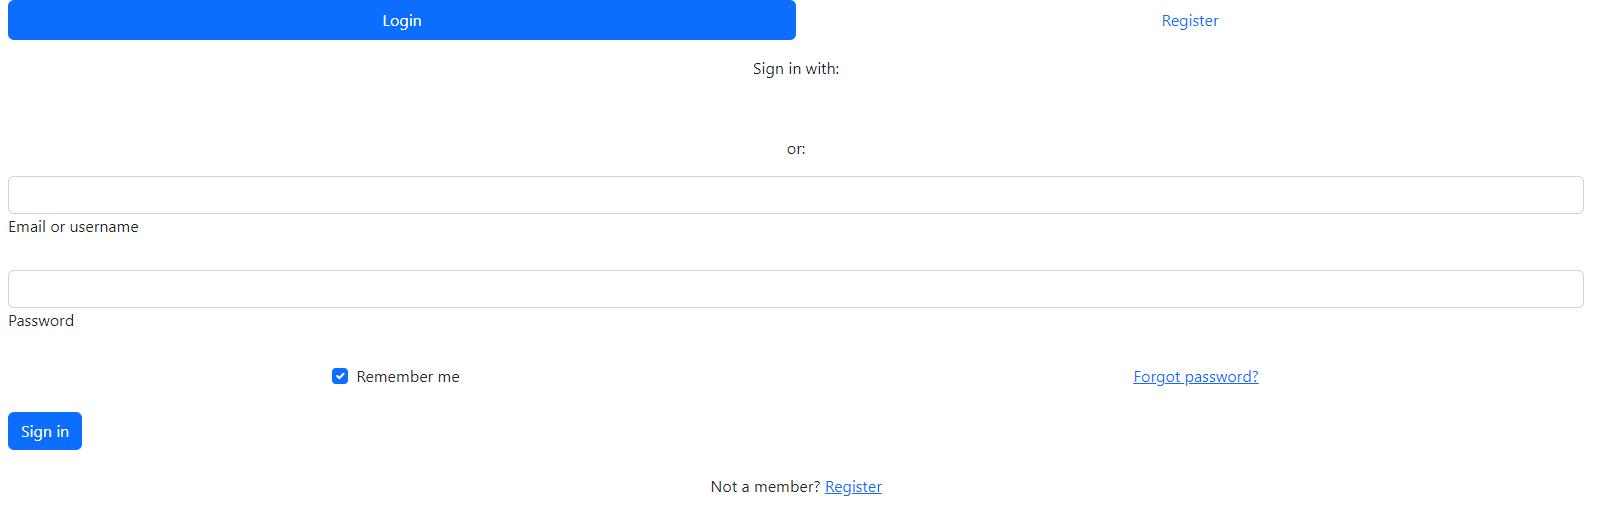 Login Register
Sign in with:
or:
Email or username
Password
Remember me Forgot password?
Sign in
Not a member? Register